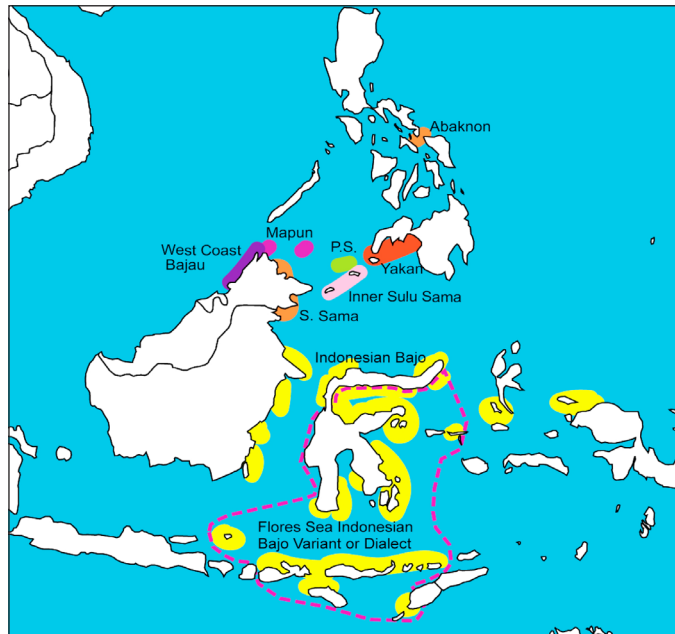 Abaknon
Mapun
West Coast
Bajau
P.S.
Yakan
Inner Sulu Sama
S. Sama
Indonesian Bajo
Flores Sea Indonesian
Bajo Variant or Dialect